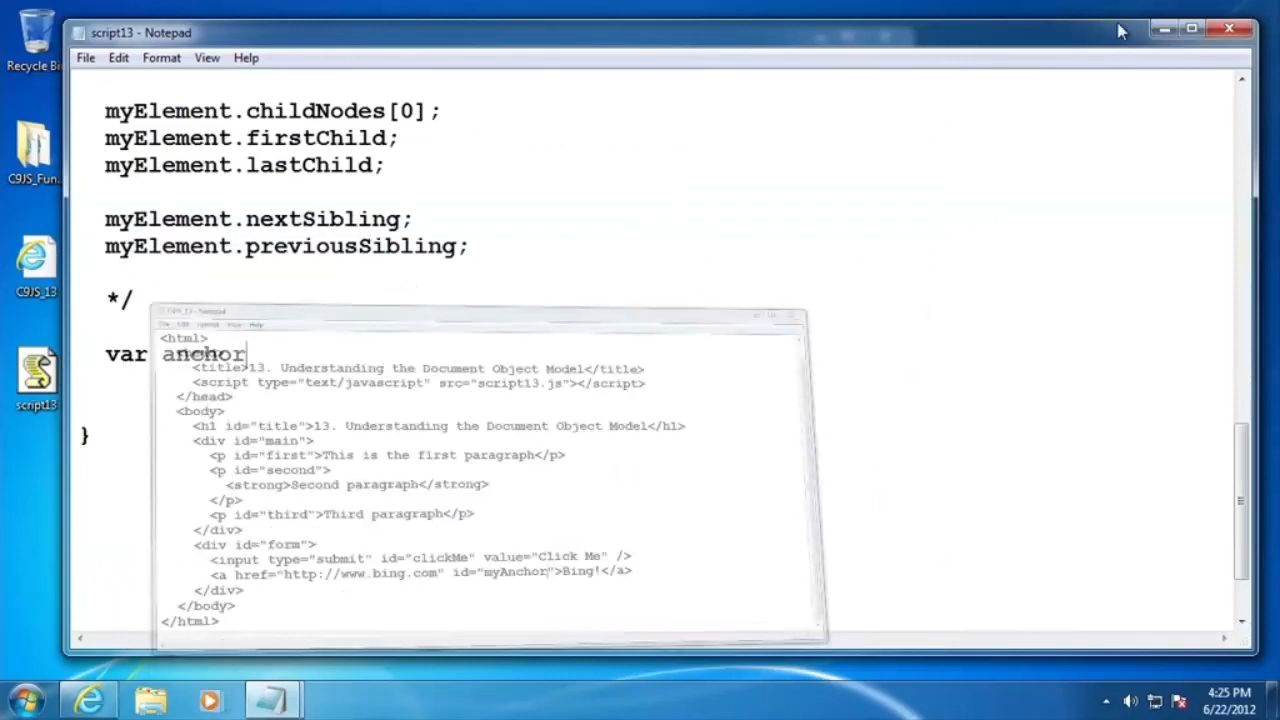 script13 - Notepad
File Edit Format View Help
Recycle Bin
C9JS_Fun...
C9JS_13
script13
myElement.childNodes[0];
myElement.firstChild;
myElement.lastChild;
myElement.nextSibling;
myElement.previousSibling;
*/
var anchor
}
File Edit Format View Help
<html>
<title>13. Understanding the Document Object Model</title>
<script type="text/javascript" src="script13.js"></script>
</head>
<body>
<h1 id="title">13. Understanding the Document Object Model</h1>
<div id="main">
<p id="first">This is the first paragraph</p>
<p id="second">
<strong>Second paragraph</strong>
</p>
<p id="third">Third paragraph</p>
</div>
<div id="form">
<input type="submit" id="clickMe" value="Click Me" />
<a href="http://www.bing.com" id="myAnchor">Bing!</a>
</div>
</body>
</html>
4:25 PM
6/22/2012